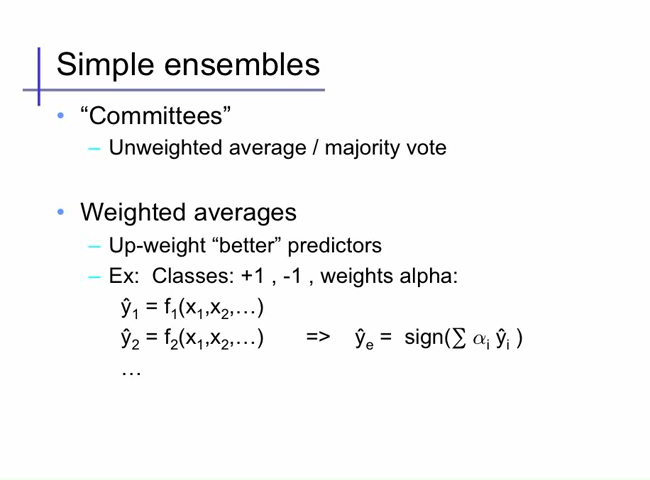 Simple ensembles
• “Committees”
– Unweighted average / majority vote
• Weighted averages
– Up-weight “better” predictors
– Ex:  Classes: +1 , -1 , weights alpha:
ŷ₁ = f₁(x₁,x₂,…)
ŷ₂ = f₂(x₁,x₂,…) => ŷₑ = sign(∑ αᵢ ŷᵢ )
…